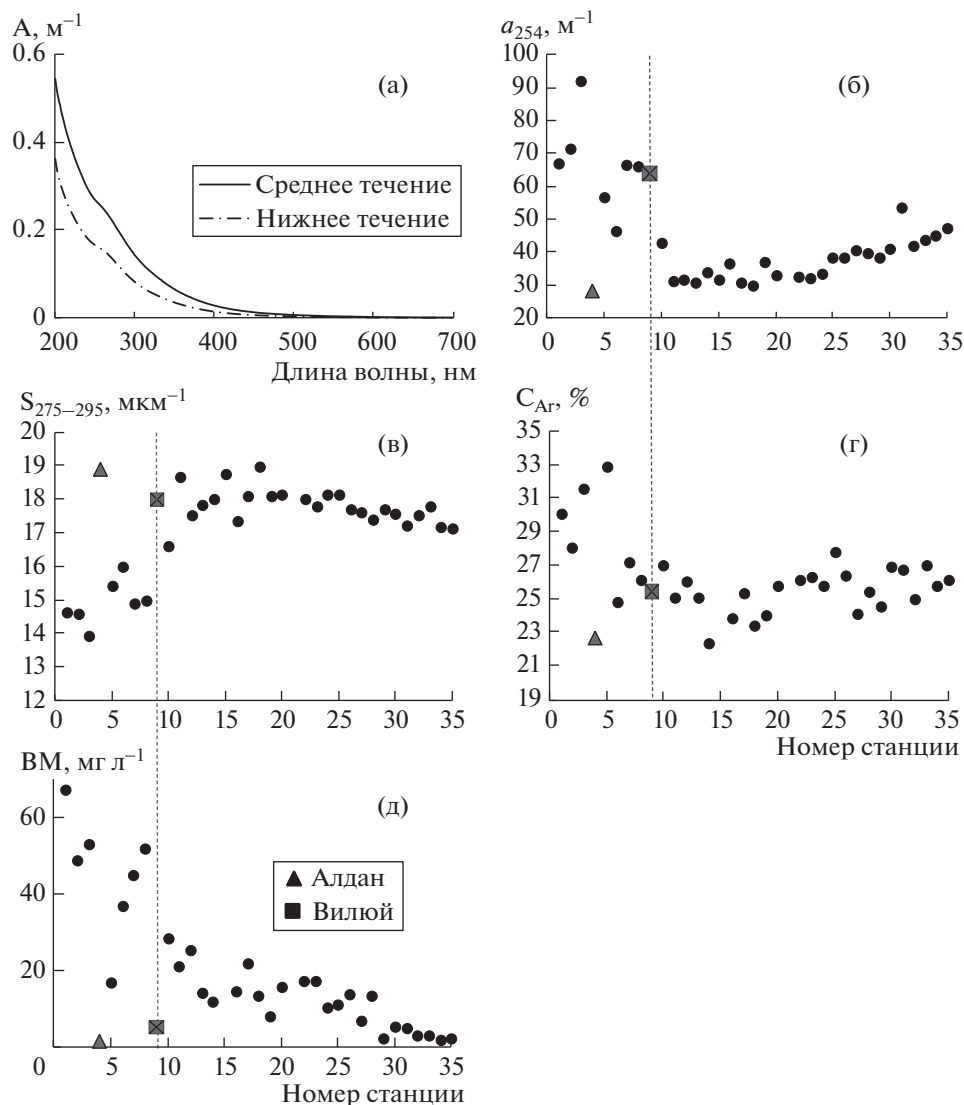 A, м⁻¹
0.6
0.4
0.2
0
200 300 400 500 600 700
Длина волны, нм
(а)
Среднее течение
Нижнее течение
a₂₅₄, м⁻¹
100
90
80
70
60
50
40
30
20
0 5 10 15 20 25 30 35
(б)
S₂₇₅₋₂₉₅, мкм⁻¹
20
19
18
17
16
15
14
13
12
0 5 10 15 20 25 30 35
(в)
C_Ar, %
35
33
31
29
27
25
23
21
19
0 5 10 15 20 25 30 35
Номер станции
(г)
ВМ, мг л⁻¹
60
40
20
0 5 10 15 20 25 30 35
Номер станции
(д)
Алдан
Вилюй